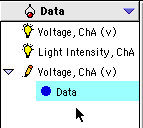 Data
Voltage, ChA (v)
Light Intensity, ChA
Voltage, ChA (v)
Data